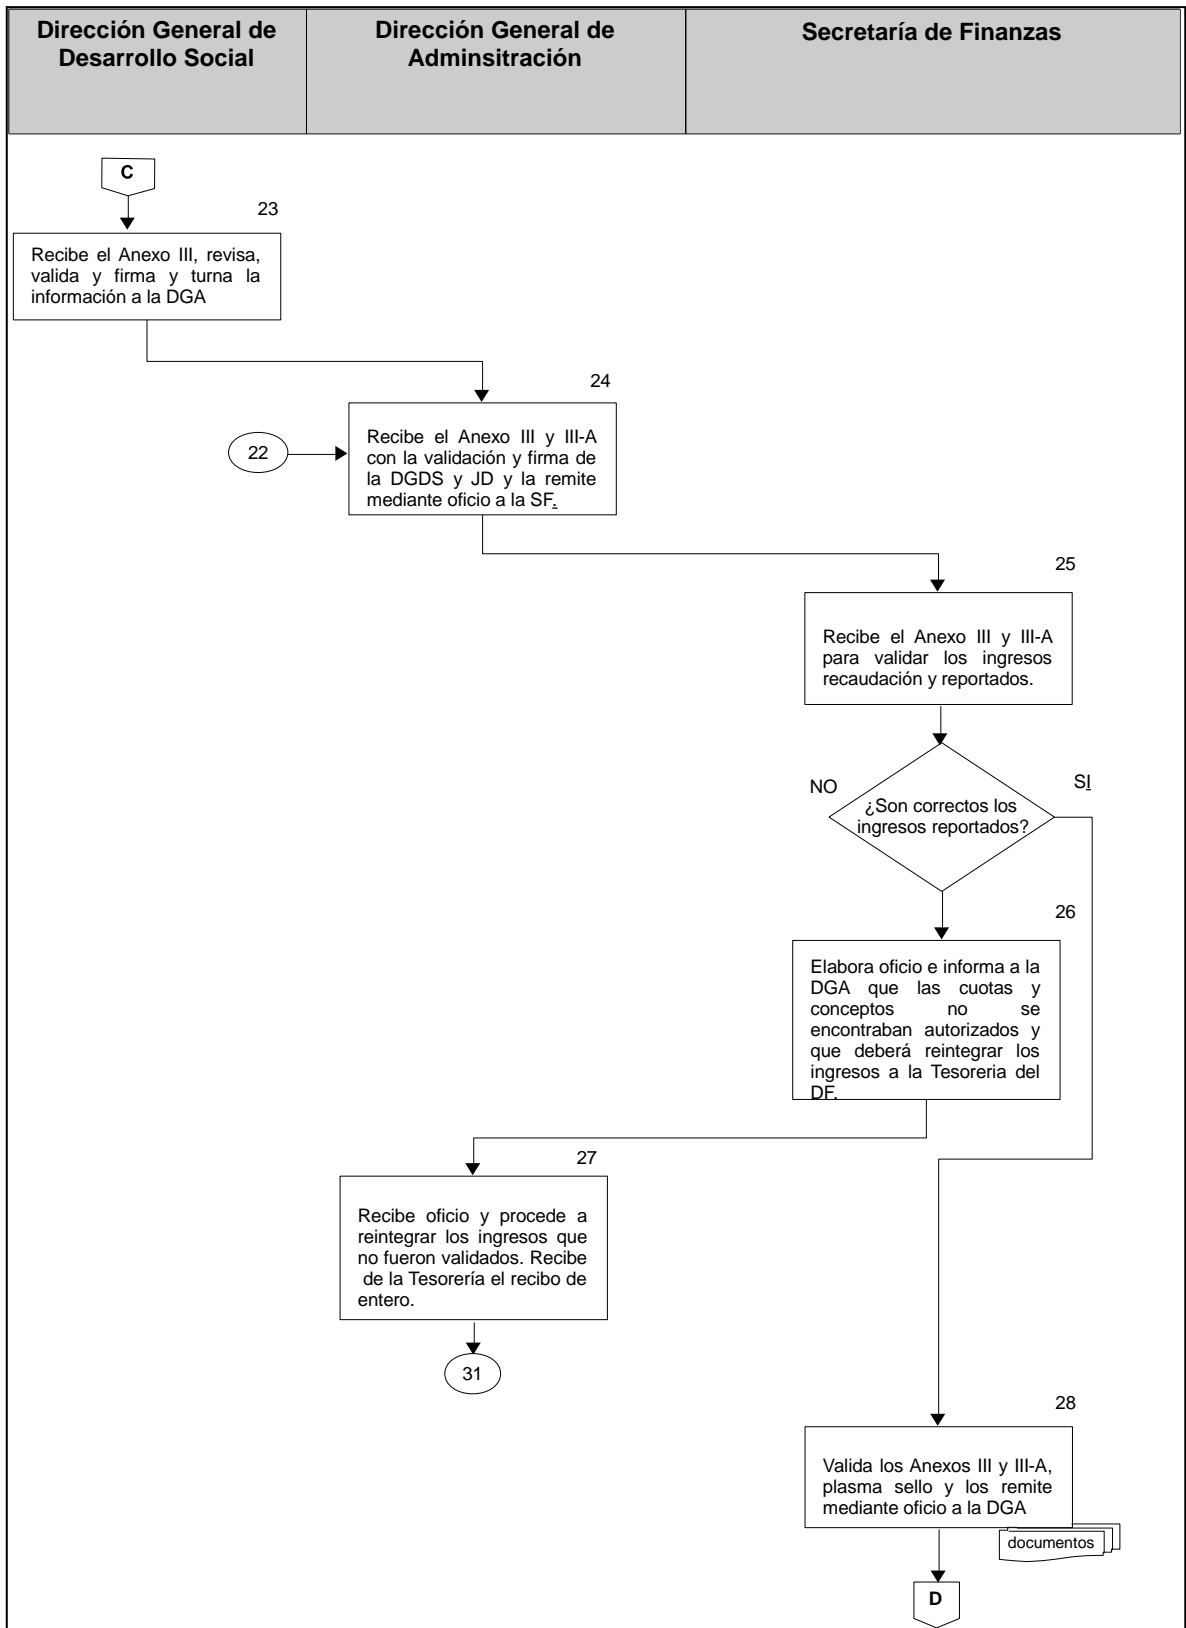 Dirección General de
Desarrollo Social
Dirección General de
Adminsitración
Secretaría de Finanzas
C
23
Recibe el Anexo III, revisa,
valida y firma y turna la
información a la DGA
24
22
Recibe el Anexo III y III-A
con la validación y firma de
la DGDS y JD y la remite
mediante oficio a la SF.
25
Recibe el Anexo III y III-A
para validar los ingresos
recaudación y reportados.
NO
SI
¿Son correctos los
ingresos reportados?
26
Elabora oficio e informa a la
DGA que las cuotas y
conceptos no se
encontraban autorizados y
que deberá reintegrar los
ingresos a la Tesoreria del
DF.
27
Recibe oficio y procede a
reintegrar los ingresos que
no fueron validados. Recibe
de la Tesorería el recibo de
entero.
31
28
Valida los Anexos III y III-A,
plasma sello y los remite
mediante oficio a la DGA
documentos
D